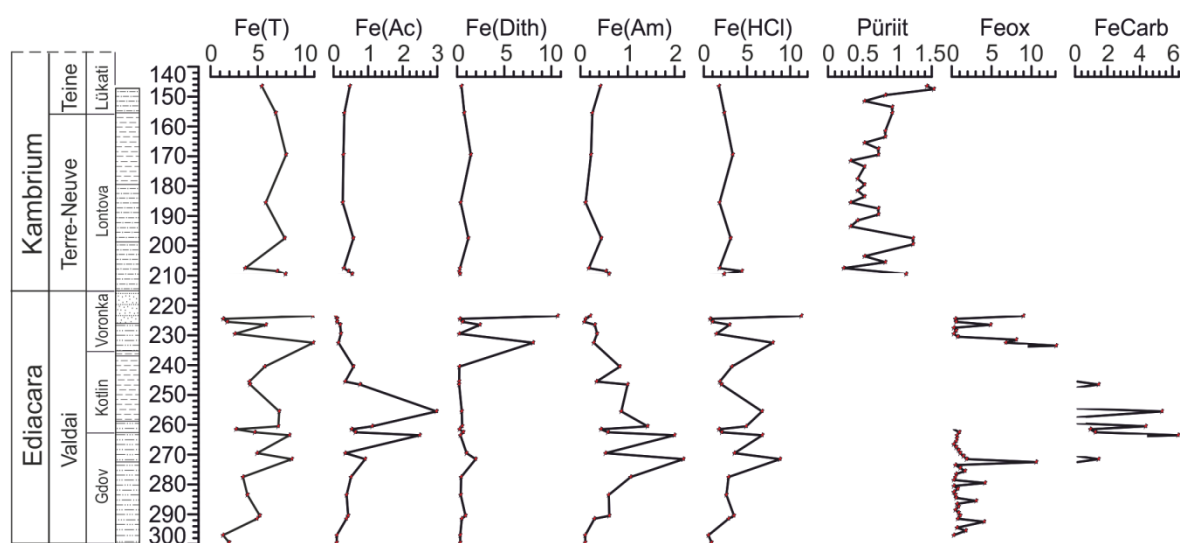 Fe(T) Fe(Ac) Fe(Dith) Fe(Am) Fe(HCl) Püriit Feox FeCarb
0 5 10 0 1 2 3 0 5 10 0 1 2 0 5 10 0 0.5 1 1.5 0 5 10 0 2 4 6
Kambrium
Teine
Lükati
Terre-Neuve
Lontova
Ediacara
Valdai
Voronka
Kotlin
Gdov
140
150
160
170
180
190
200
210
220
230
240
250
260
270
280
290
300